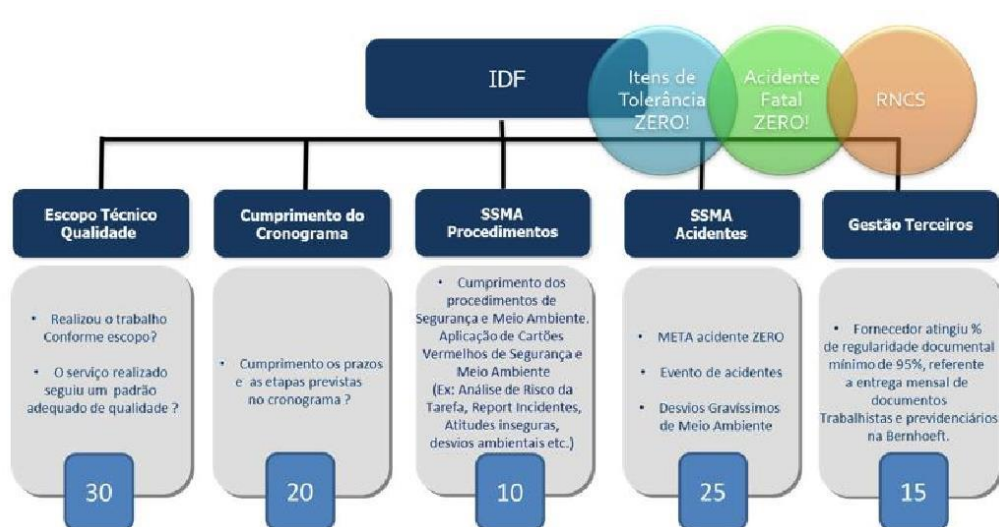 IDF
Itens de
Tolerância
ZERO!
Acidente
Fatal
ZERO!
RNCS
Escopo Técnico
Qualidade
Cumprimento do
Cronograma
SSMA
Procedimentos
SSMA
Acidentes
Gestão Terceiros
• Realizou o trabalho
Conforme escopo?
• O serviço realizado
seguiu um padrão
adequado de qualidade ?
30
• Cumprimento os prazos
e as etapas previstas
no cronograma ?
20
• Cumprimento dos
procedimentos de
Segurança e Meio Ambiente.
Aplicação de Cartões
Vermelhos de Segurança e
Meio Ambiente
(Ex: Análise de Risco da
Tarefa, Report Incidentes,
Atitudes inseguras,
desvios ambientais etc.)
10
• META acidente ZERO
• Evento de acidentes
• Desvios Gravíssimos
de Meio Ambiente
25
• Fornecedor atingiu %
de regularidade documental
mínimo de 95%, referente
a entrega mensal de
documentos
Trabalhistas e previdenciários
na Bernhoeft.
15